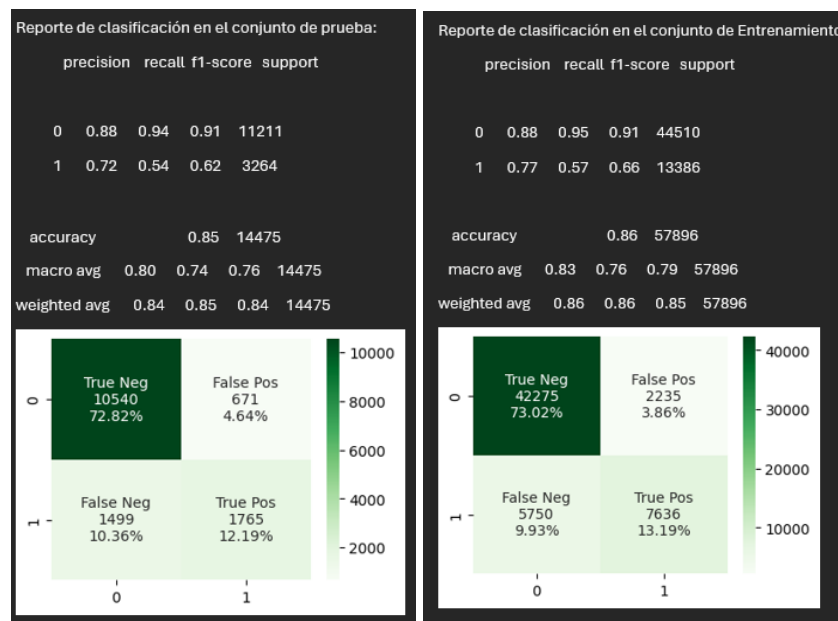 Reporte de clasificación en el conjunto de prueba:
precision recall f1-score support
0 0.88 0.94 0.91 11211
1 0.72 0.54 0.62 3264
accuracy 0.85 14475
macro avg 0.80 0.74 0.76 14475
weighted avg 0.84 0.85 0.84 14475
True Neg
10540
72.82%
False Pos
671
4.64%
False Neg
1499
10.36%
True Pos
1765
12.19%
0
1
0
1
10000
8000
6000
4000
2000
Reporte de clasificación en el conjunto de Entrenamiento
precision recall f1-score support
0 0.88 0.95 0.91 44510
1 0.77 0.57 0.66 13386
accuracy 0.86 57896
macro avg 0.83 0.76 0.79 57896
weighted avg 0.86 0.86 0.85 57896
True Neg
42275
73.02%
False Pos
2235
3.86%
False Neg
5750
9.93%
True Pos
7636
13.19%
0
1
0
1
40000
30000
20000
10000